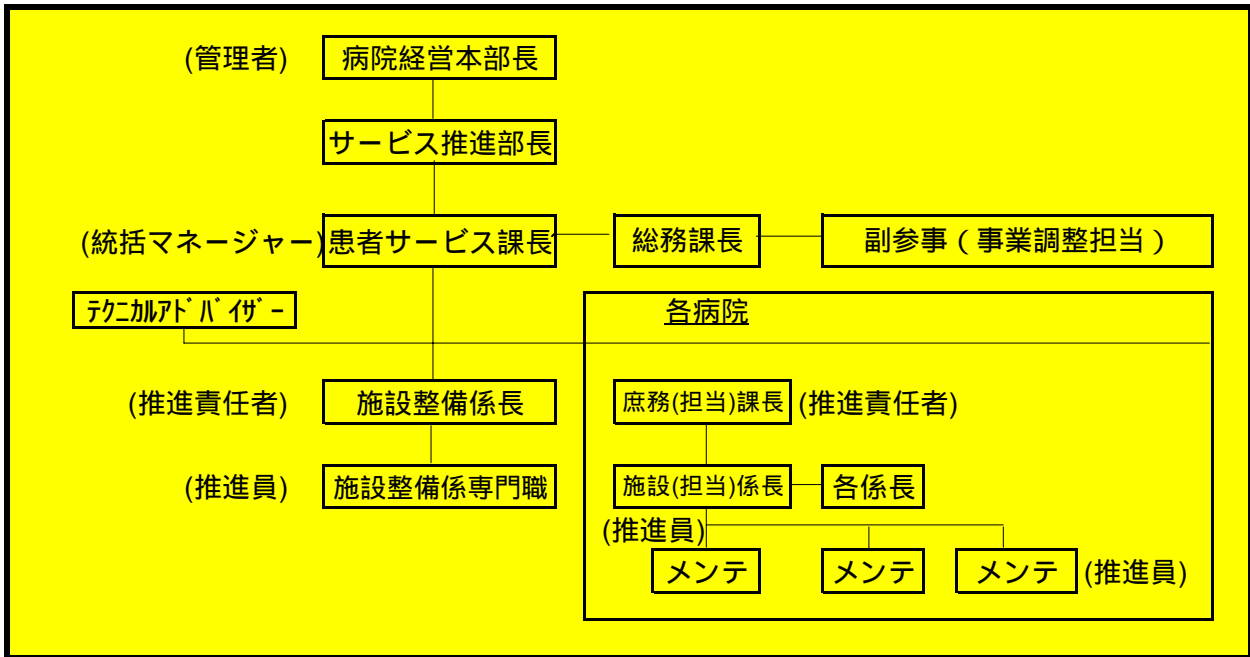 (管理者) 病院経営本部長
サービス推進部長
(統括マネージャー) 患者サービス課長 総務課長 副参事(事業調整担当)
ﾃｸﾆｶﾙｱﾄﾞﾊﾞｲｻﾞｰ
各病院
(推進責任者) 施設整備係長 庶務(担当)課長 (推進責任者)
(推進員) 施設整備係専門職 施設(担当)係長 各係長
(推進員)
メンテ メンテ メンテ (推進員)